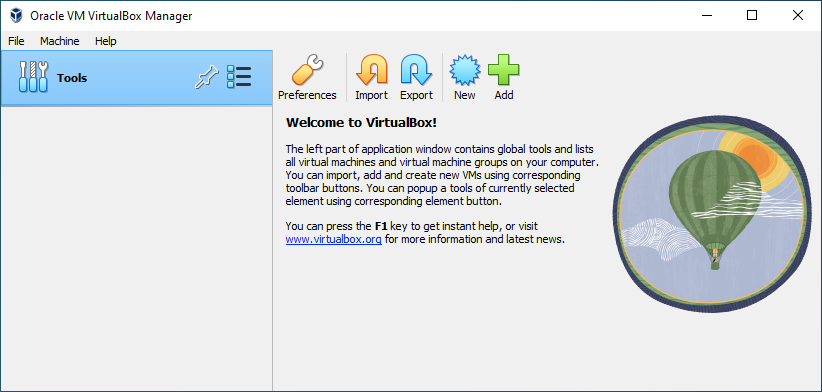 Oracle VM VirtualBox Manager
File Machine Help
Tools
Preferences Import Export New Add
Welcome to VirtualBox!
The left part of application window contains global tools and lists
all virtual machines and virtual machine groups on your computer.
You can import, add and create new VMs using corresponding
toolbar buttons. You can popup a tools of currently selected
element using corresponding element button.
You can press the F1 key to get instant help, or visit
www.virtualbox.org for more information and latest news.